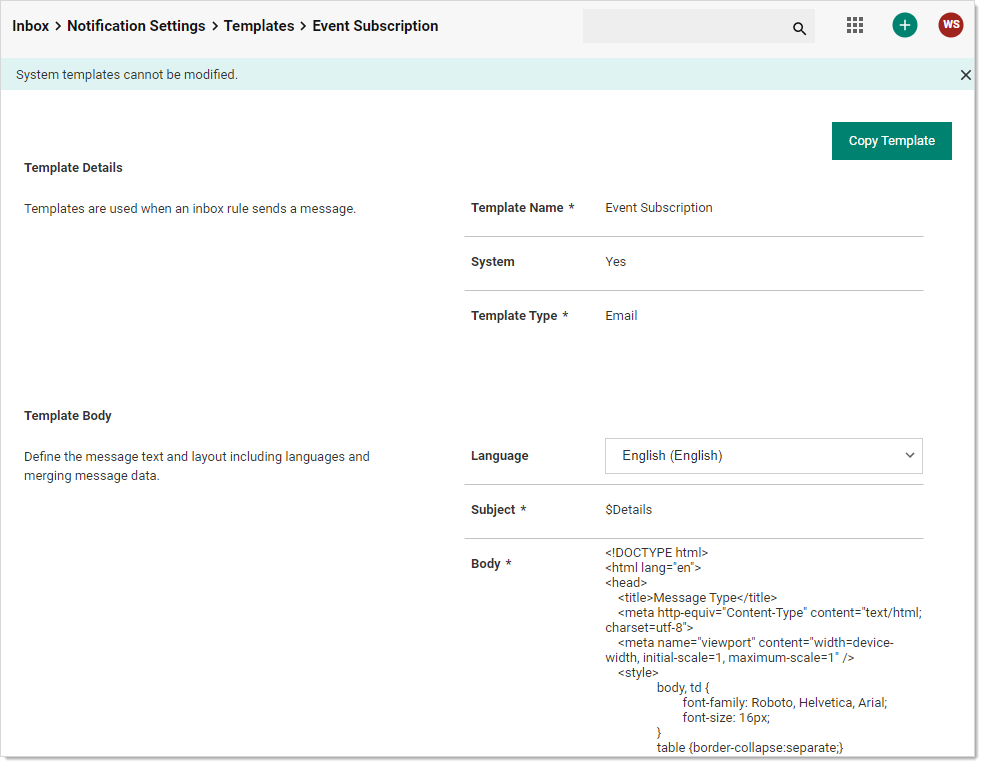 Inbox > Notification Settings > Templates > Event Subscription
WS
System templates cannot be modified.
Copy Template
Template Details
Templates are used when an inbox rule sends a message.
Template Name * Event Subscription
System Yes
Template Type * Email
Template Body
Define the message text and layout including languages and
merging message data.
Language English (English)
Subject * $Details
Body *
<!DOCTYPE html>
<html lang="en">
<head>
<title>Message Type</title>
<meta http-equiv="Content-Type" content="text/html;
charset=utf-8">
<meta name="viewport" content="width=device-
width, initial-scale=1, maximum-scale=1" />
<style>
body, td {
font-family: Roboto, Helvetica, Arial;
font-size: 16px;
}
table {border-collapse:separate;}